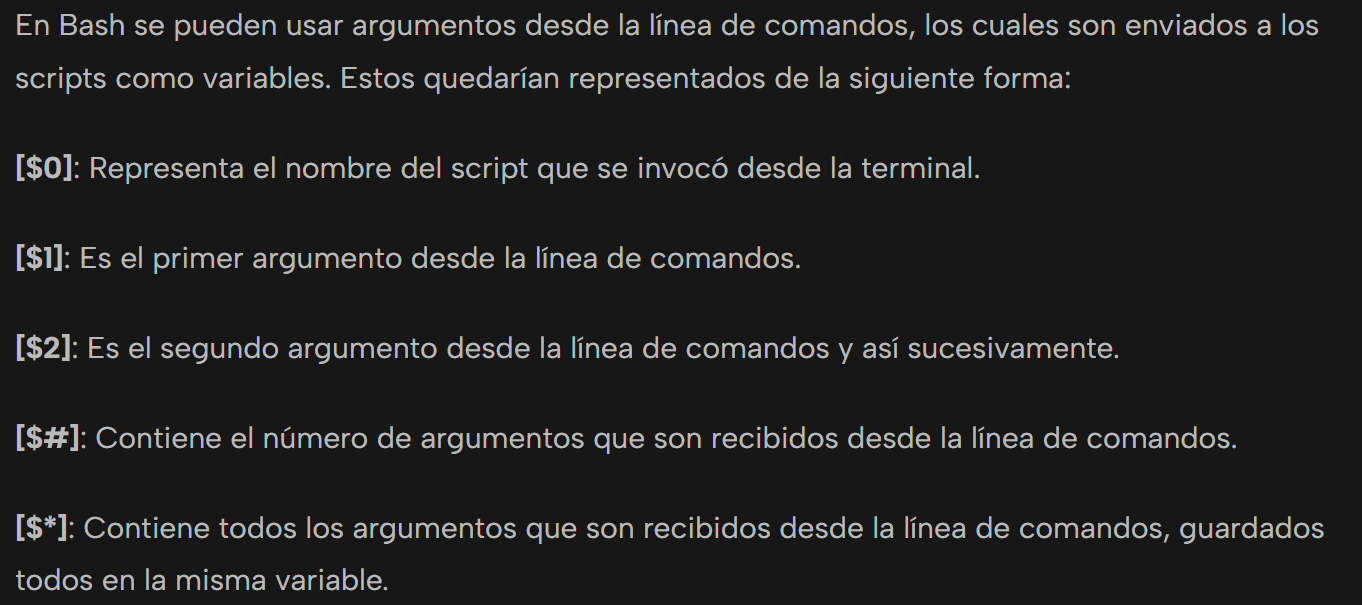 En Bash se pueden usar argumentos desde la línea de comandos, los cuales son enviados a los
scripts como variables. Estos quedarían representados de la siguiente forma:
[$0]: Representa el nombre del script que se invocó desde la terminal.
[$1]: Es el primer argumento desde la línea de comandos.
[$2]: Es el segundo argumento desde la línea de comandos y así sucesivamente.
[$#]: Contiene el número de argumentos que son recibidos desde la línea de comandos.
[$*]: Contiene todos los argumentos que son recibidos desde la línea de comandos, guardados
todos en la misma variable.